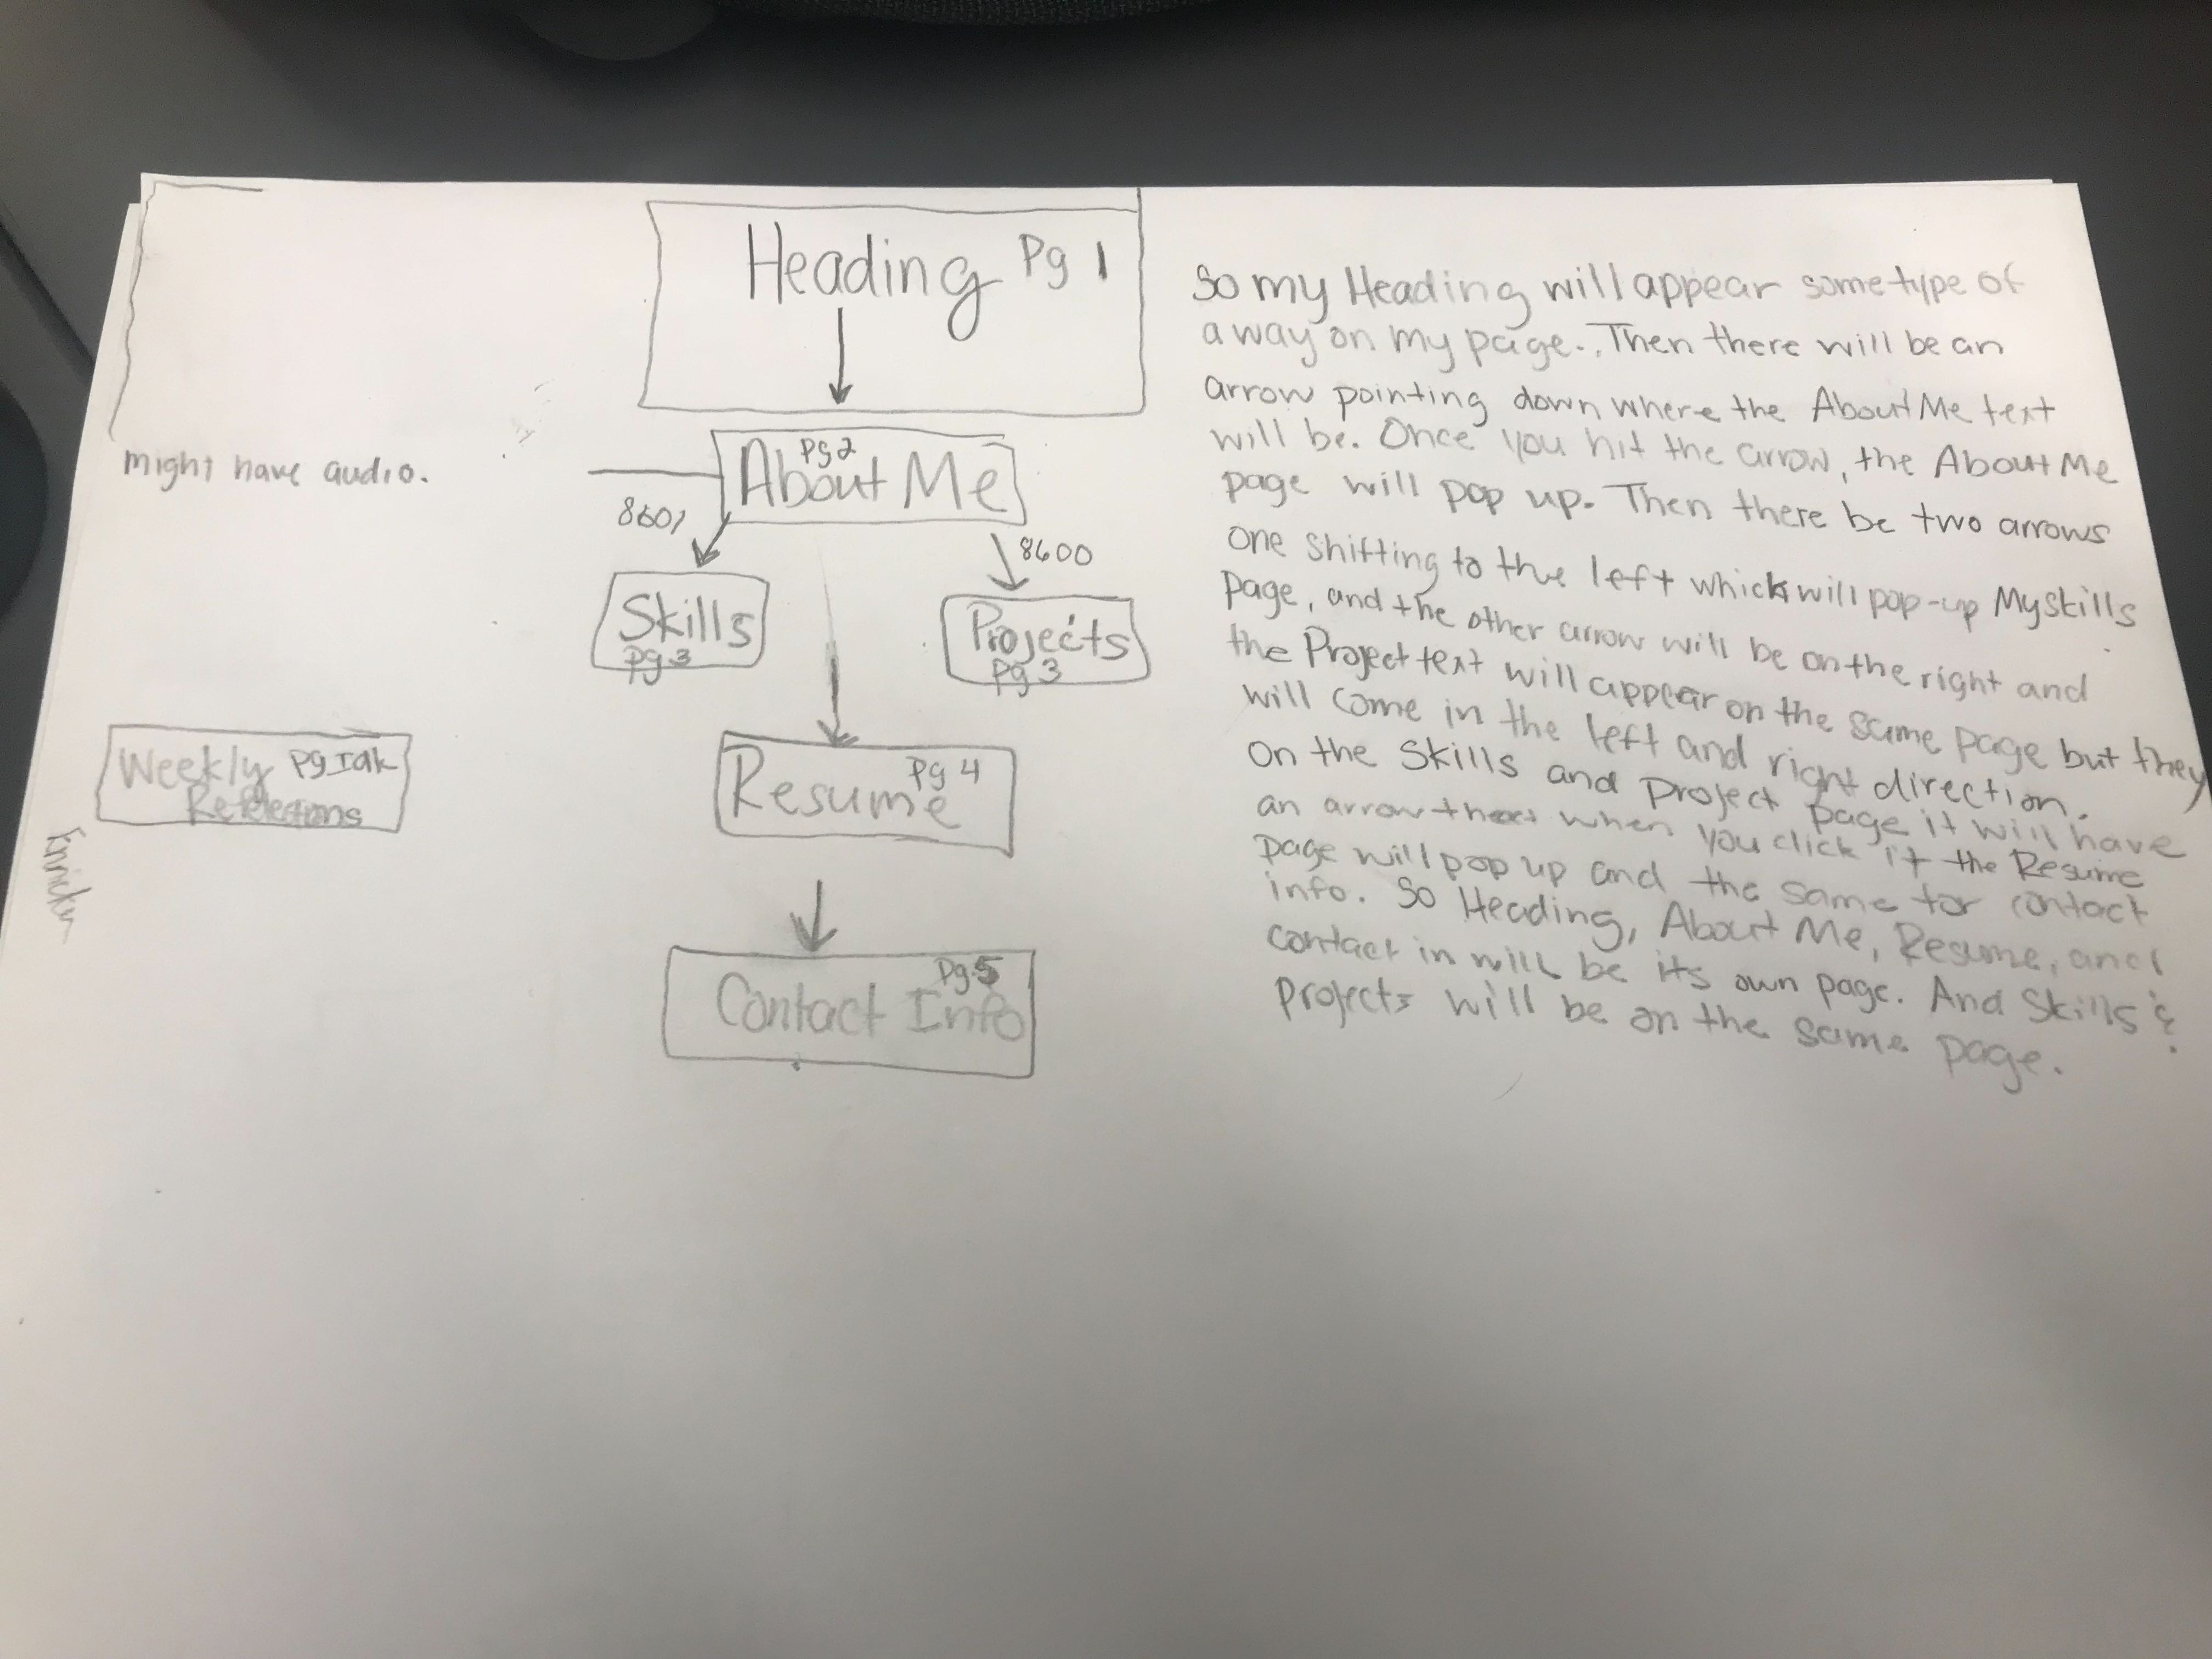 Heading Pg 1
might have audio.
Pg2
About Me
8601
8600
Skills
Pg 3
Projects
Pg 3
Weekly Pg Idk
Reflections
Pg 4
Resume
Pg.5
Contact Info
So my Heading will appear some type of
a way on my page. Then there will be an
arrow pointing down where the About Me text
will be. Once you hit the arrow, the About Me
page will pop up. Then there be two arrows
one shifting to the left which will pop-up My Skills
Page, and the other arrow will be on the right and
the Project text will appear on the same page but they
will come in the left and right direction.
On the Skills and Project page it will have
an arrow that when you click it the Resume
page will pop up and the same for contact
info. So Heading, About Me, Resume, and
contact in will be its own page. And Skills &
Projects will be on the same page.